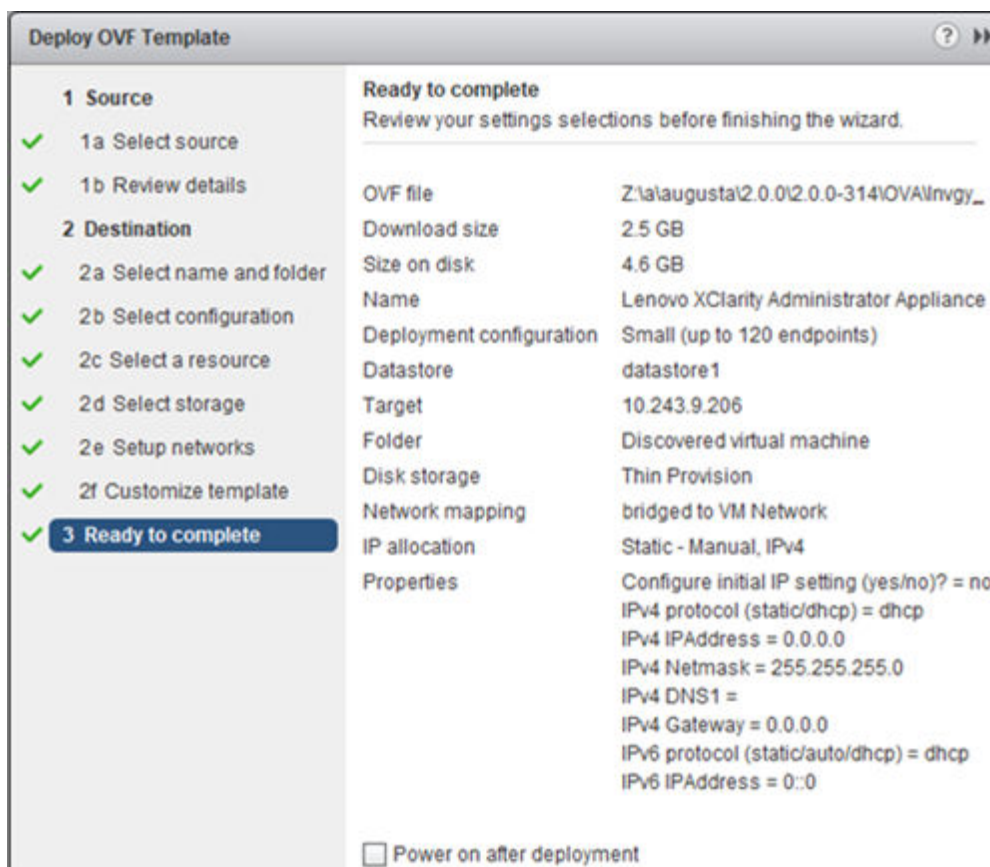 Deploy OVF Template
?
1 Source
1a Select source
1b Review details
2 Destination
2a Select name and folder
2b Select configuration
2c Select a resource
2d Select storage
2e Setup networks
2f Customize template
3 Ready to complete
Ready to complete
Review your settings selections before finishing the wizard.
OVF file Z:\a\augusta\2.0.0\2.0.0-314\OVA\lnvgy_
Download size 2.5 GB
Size on disk 4.6 GB
Name Lenovo XClarity Administrator Appliance
Deployment configuration Small (up to 120 endpoints)
Datastore datastore1
Target 10.243.9.206
Folder Discovered virtual machine
Disk storage Thin Provision
Network mapping bridged to VM Network
IP allocation Static - Manual, IPv4
Properties Configure initial IP setting (yes/no)? = no
IPv4 protocol (static/dhcp) = dhcp
IPv4 IPAddress = 0.0.0.0
IPv4 Netmask = 255.255.255.0
IPv4 DNS1 =
IPv4 Gateway = 0.0.0.0
IPv6 protocol (static/auto/dhcp) = dhcp
IPv6 IPAddress = 0::0
Power on after deployment